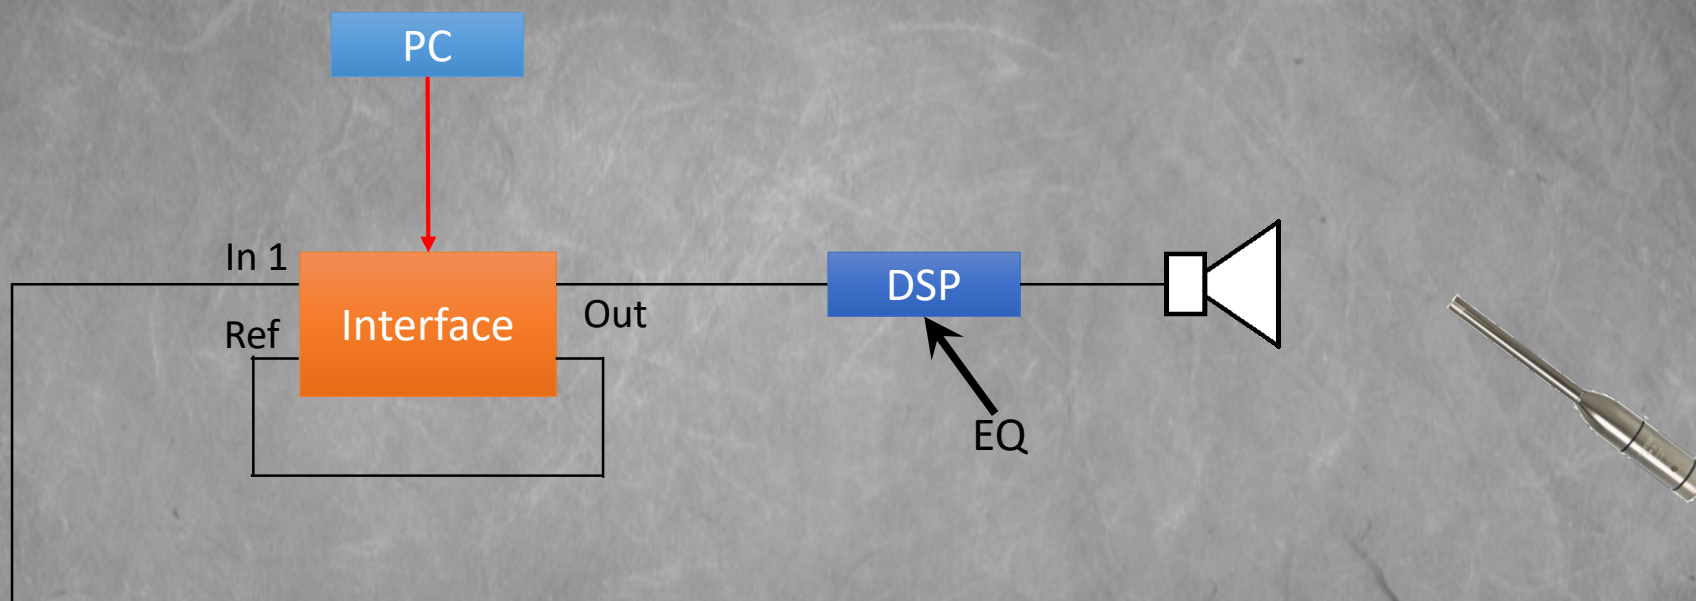 PC
In 1
Ref
Interface
Out
DSP
EQ